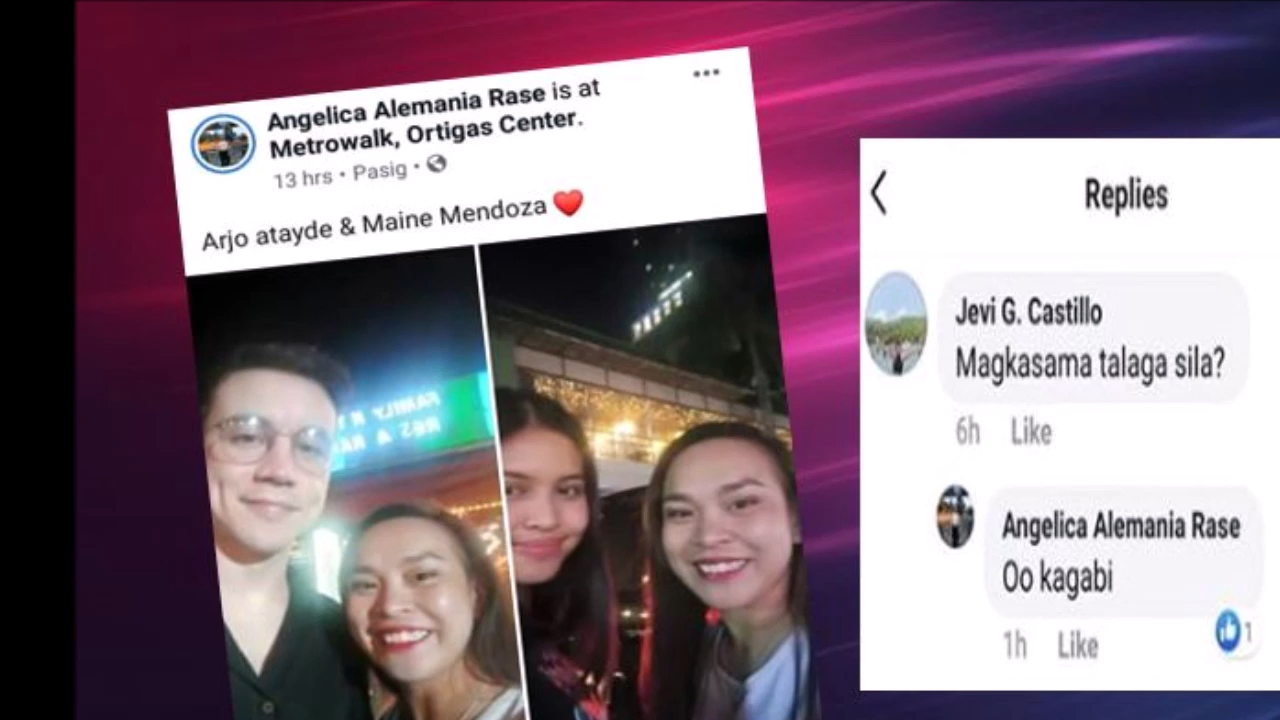 Angelica Alemania Rase is at
Metrowalk, Ortigas Center.
13 hrs • Pasig •
Arjo atayde & Maine Mendoza ❤️
Replies
Jevi G. Castillo
Magkasama talaga sila?
6h Like
Angelica Alemania Rase
Oo kagabi
1h Like
1